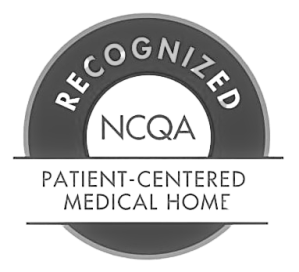 RECOGNIZED
NCQA
PATIENT-CENTERED
MEDICAL HOME